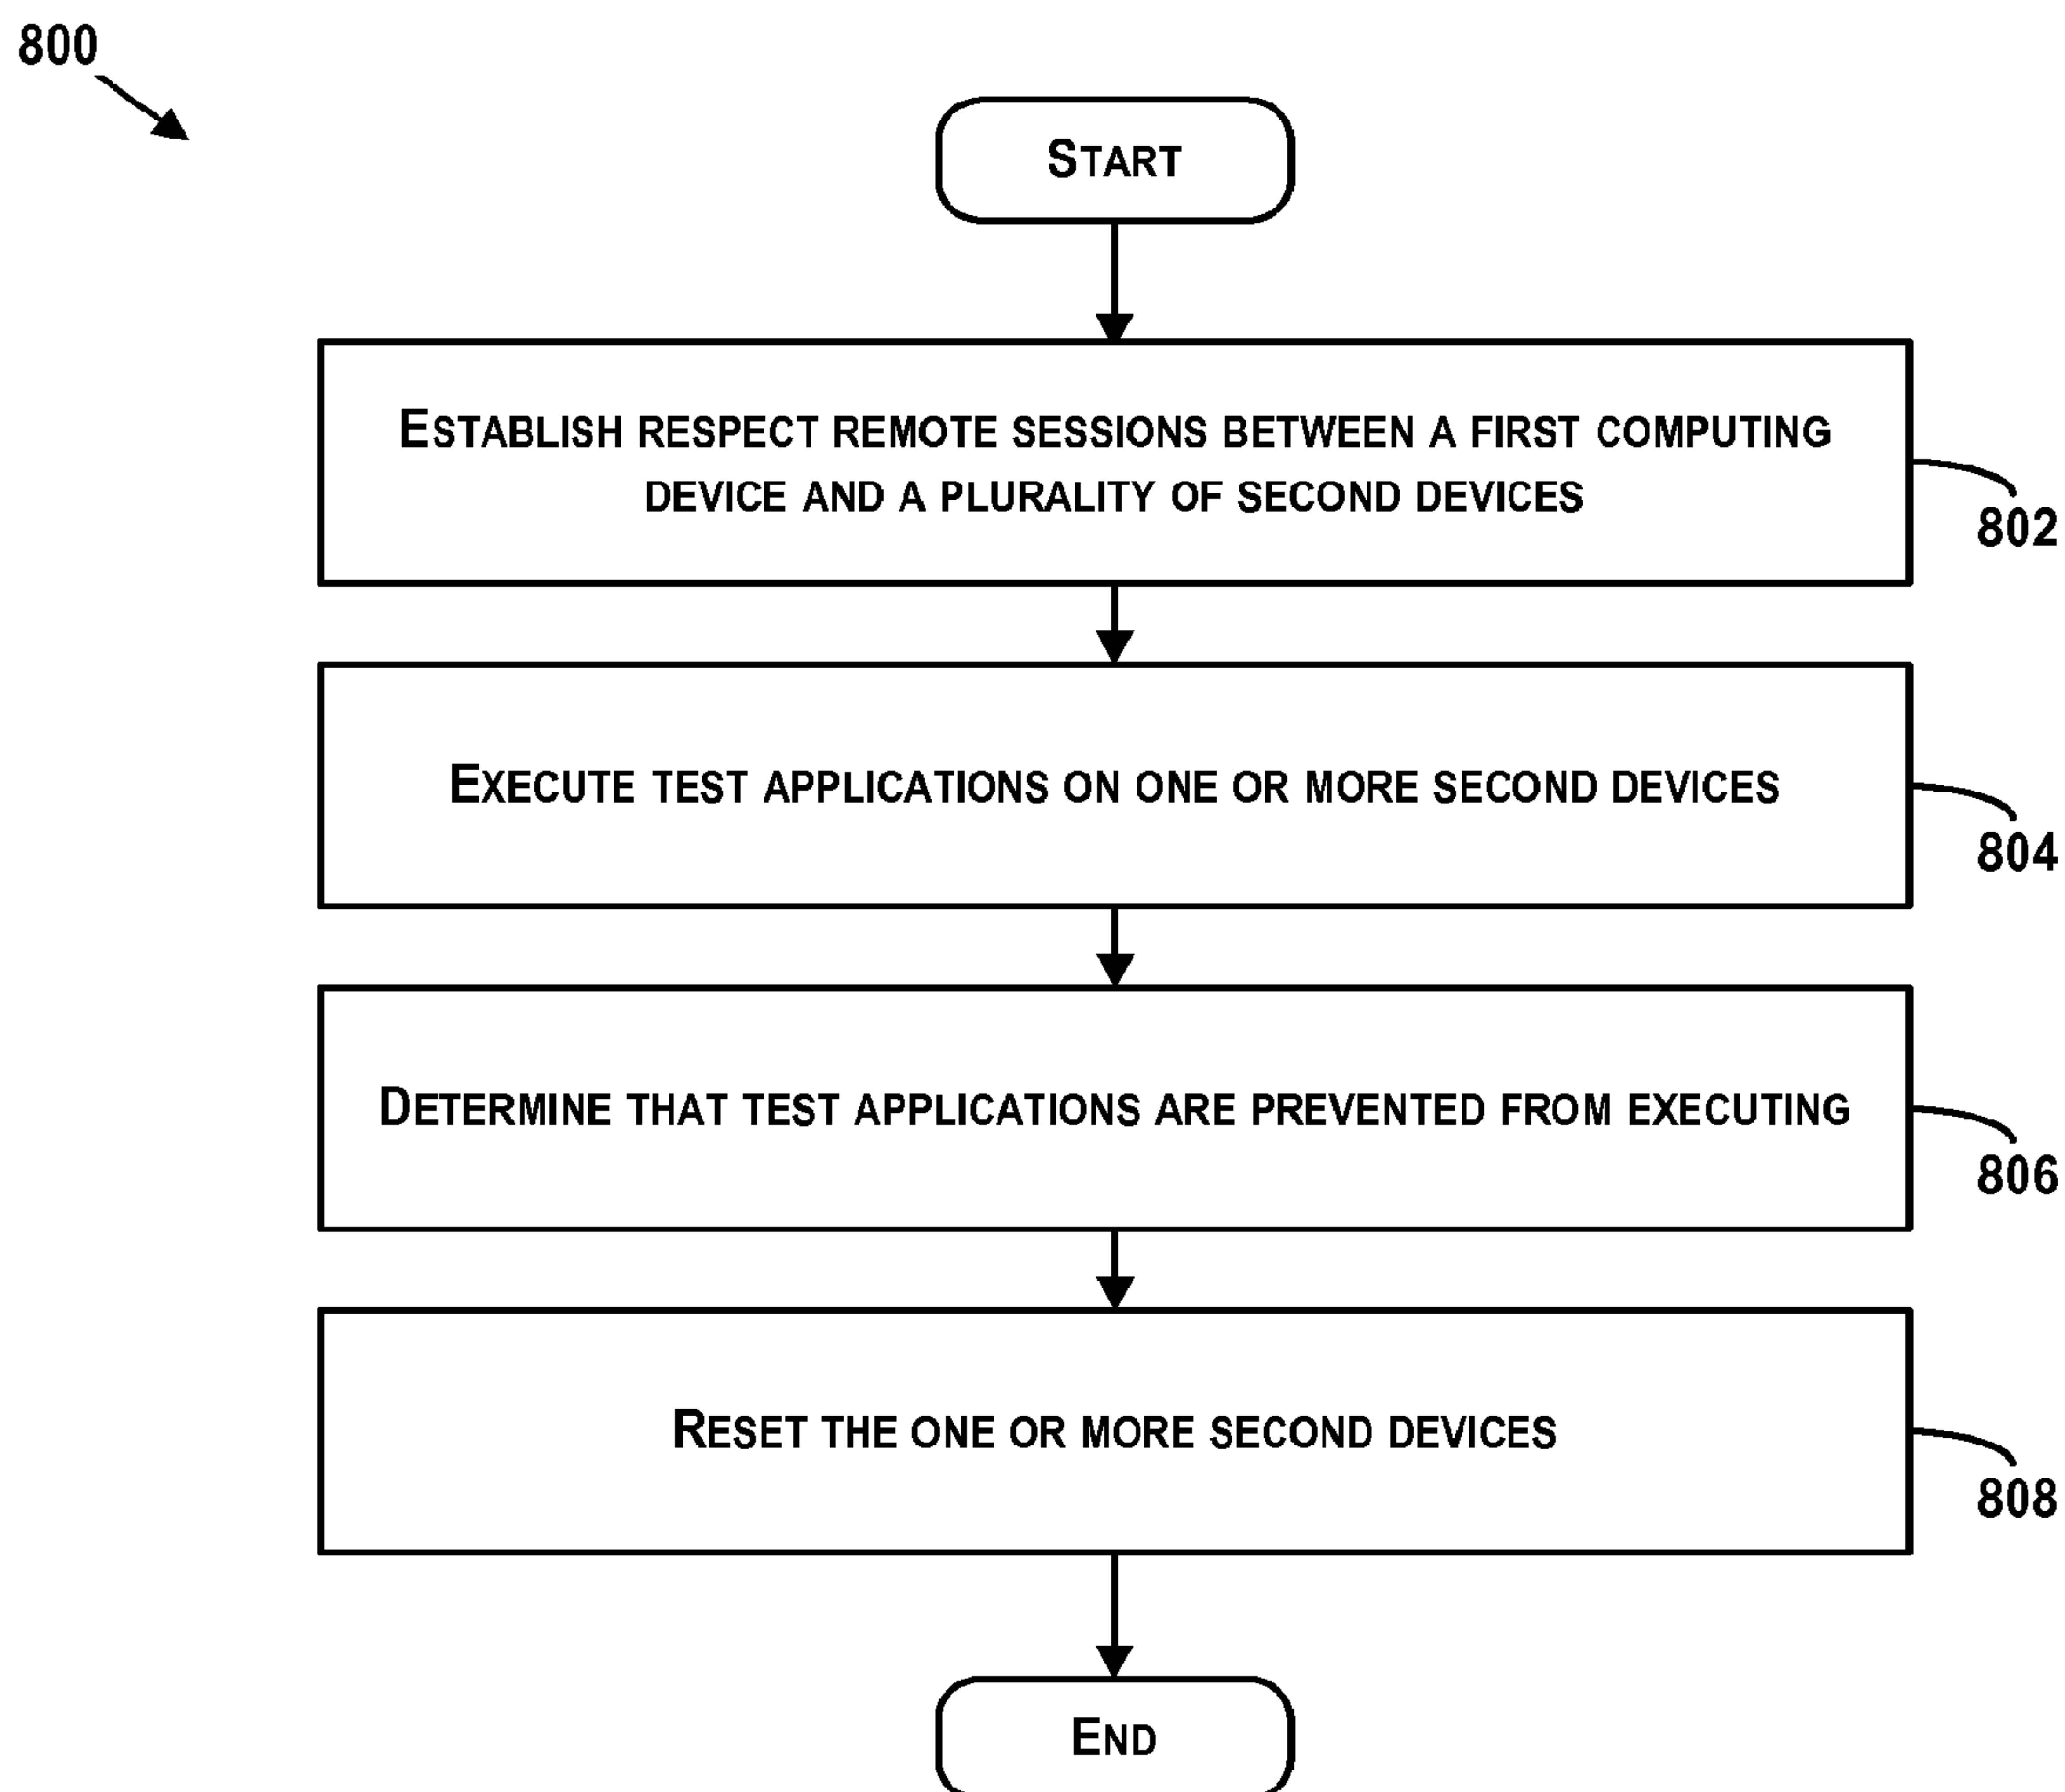 800
START
ESTABLISH RESPECT REMOTE SESSIONS BETWEEN A FIRST COMPUTING
DEVICE AND A PLURALITY OF SECOND DEVICES
802
EXECUTE TEST APPLICATIONS ON ONE OR MORE SECOND DEVICES
804
DETERMINE THAT TEST APPLICATIONS ARE PREVENTED FROM EXECUTING
806
RESET THE ONE OR MORE SECOND DEVICES
808
END